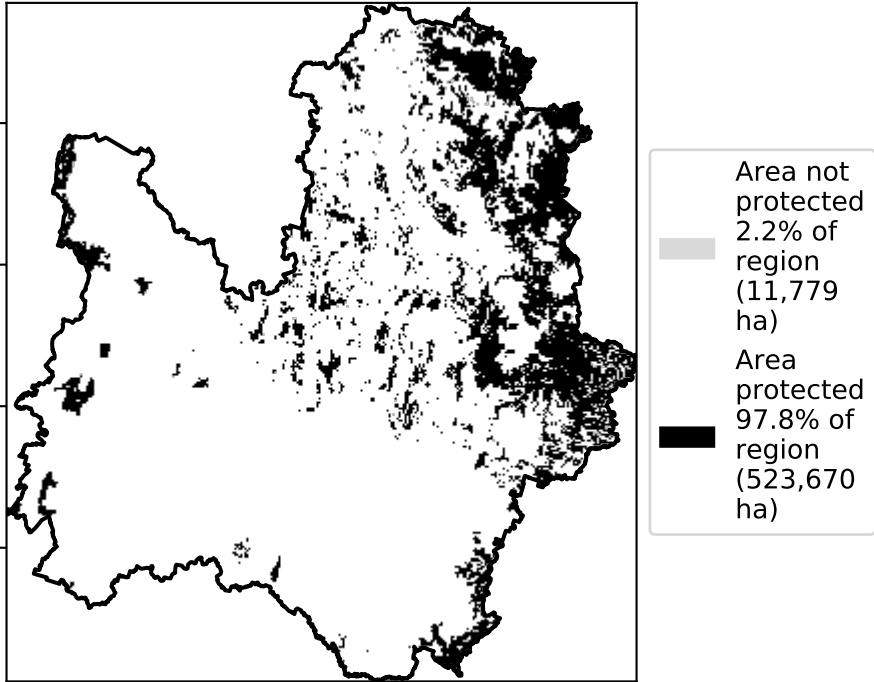 Area not
protected
2.2% of
region
(11,779
ha)
Area
protected
97.8% of
region
(523,670
ha)